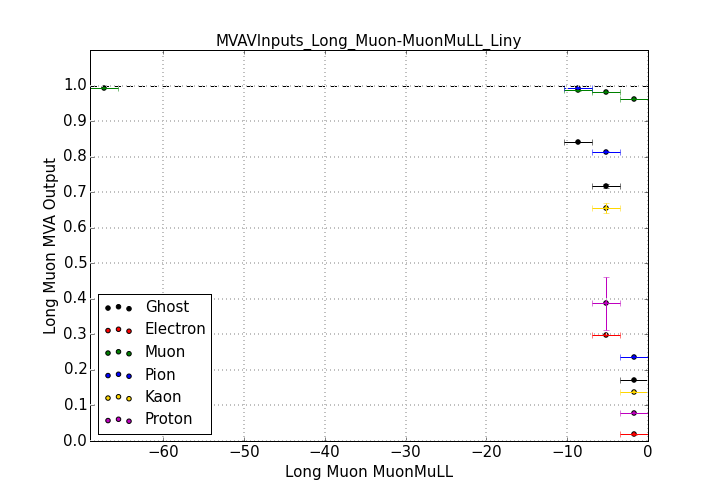 MVAVInputs_Long_Muon-MuonMuLL_Liny
Long Muon MVA Output
1.0
0.9
0.8
0.7
0.6
0.5
0.4
0.3
0.2
0.1
0.0
Ghost
Electron
Muon
Pion
Kaon
Proton
−60 −50 −40 −30 −20 −10 0
Long Muon MuonMuLL